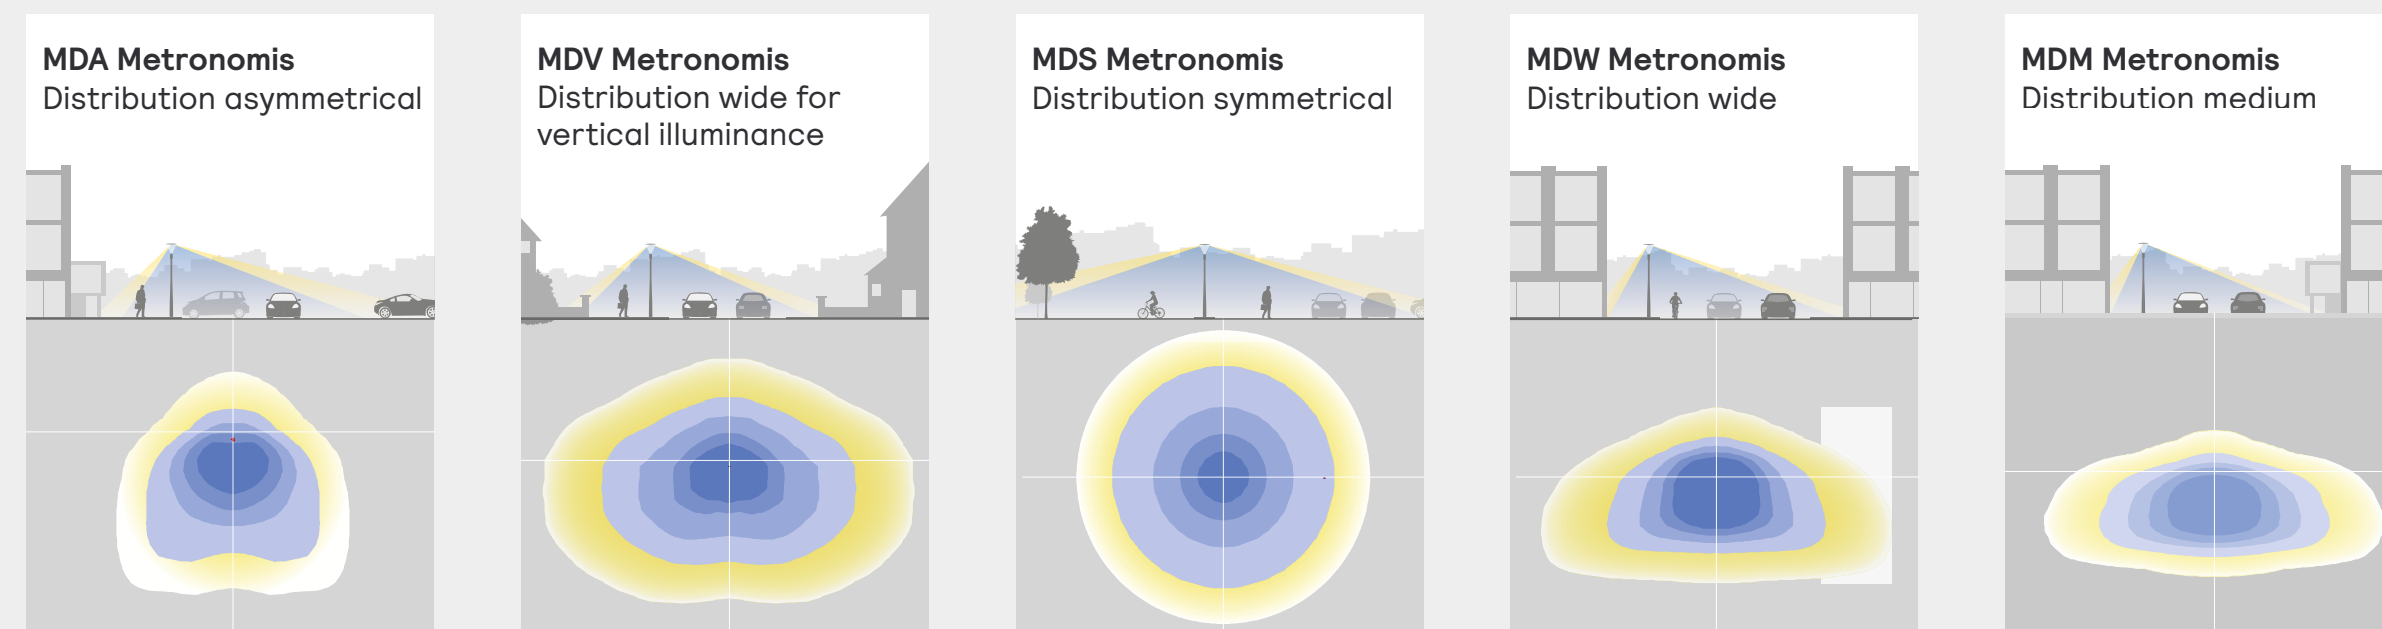 MDA Metronomis
Distribution asymmetrical
MDV Metronomis
Distribution wide for
vertical illuminance
MDS Metronomis
Distribution symmetrical
MDW Metronomis
Distribution wide
MDM Metronomis
Distribution medium